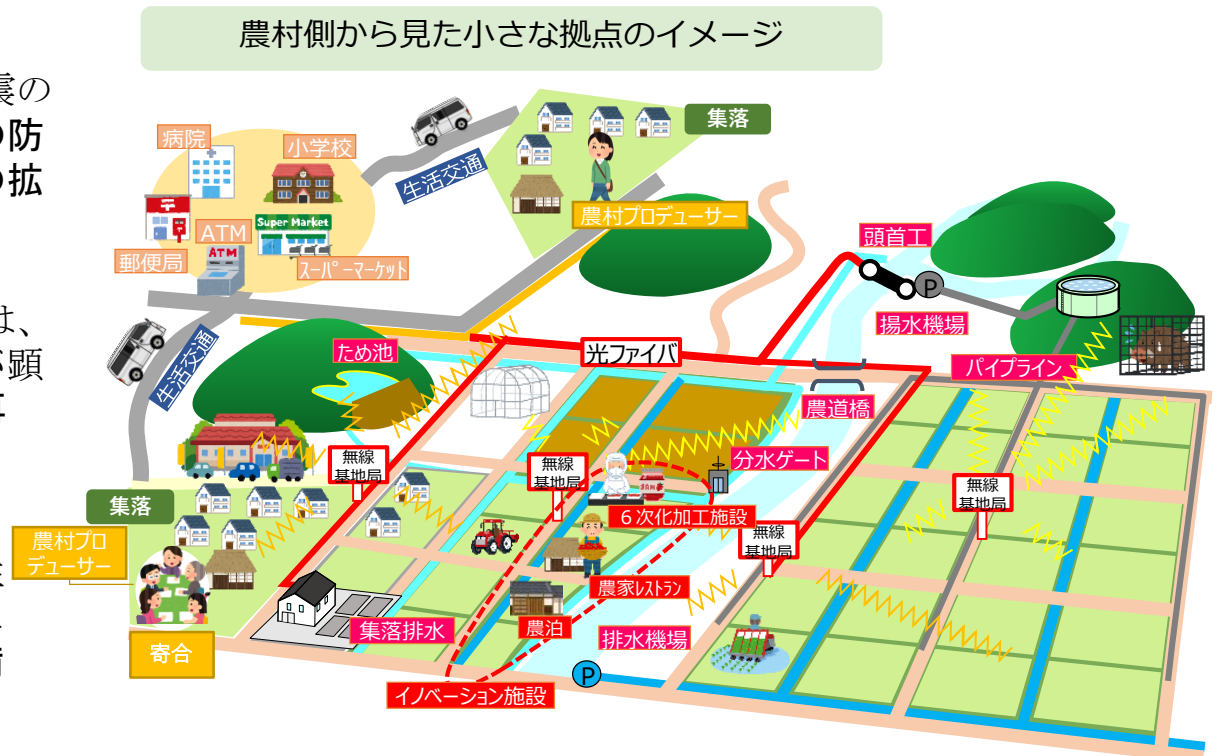 農村側から見た小さな拠点のイメージ
震の
の防
の拡
は、
が顕
病院
小学校
ATM
Super Market
ATM
郵便局
スーパーマーケット
生活交通
集落
農村プロデューサー
頭首工
P
揚水機場
パイプライン
生活交通
ため池
光ファイバ
農道橋
分水ゲート
無線
基地局
無線
基地局
無線
基地局
無線
基地局
6次化加工施設
集落
農村プロ
デューサー
寄合
農家レストラン
農泊
集落排水
排水機場
P
イノベーション施設